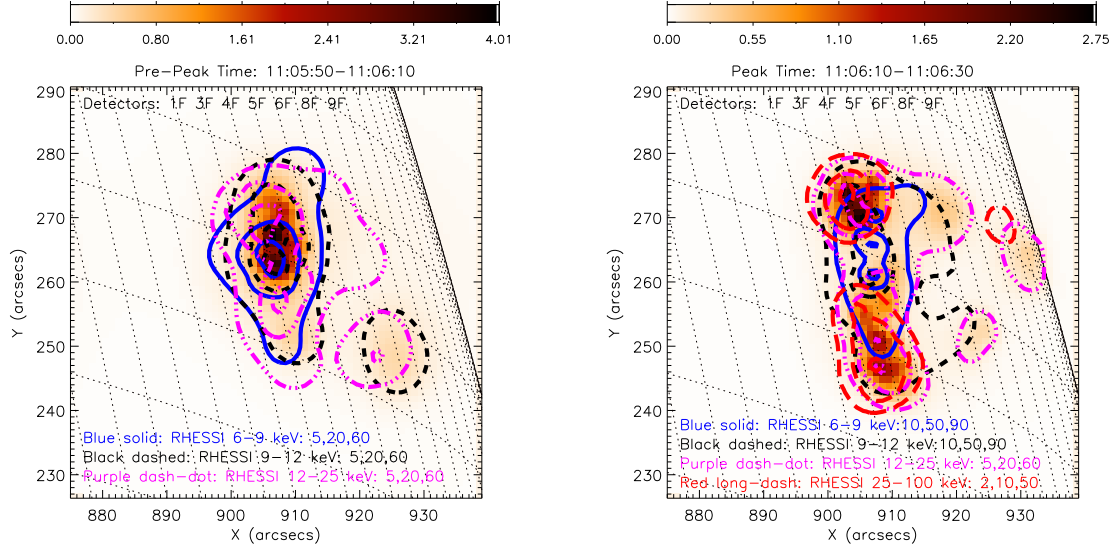 0.00 0.80 1.61 2.41 3.21 4.01
Pre-Peak Time: 11:05:50-11:06:10
Detectors: 1F 3F 4F 5F 6F 8F 9F
290
280
270
260
250
240
230
Y (arcsecs)
Blue solid: RHESSI 6-9 keV: 5,20,60
Black dashed: RHESSI 9-12 keV: 5,20,60
Purple dash-dot: RHESSI 12-25 keV: 5,20,60
880 890 900 910 920 930
X (arcsecs)
0.00 0.55 1.10 1.65 2.20 2.75
Peak Time: 11:06:10-11:06:30
Detectors: 1F 3F 4F 5F 6F 8F 9F
290
280
270
260
250
240
230
Y (arcsecs)
Blue solid: RHESSI 6-9 keV:10,50,90
Black dashed: RHESSI 9-12 keV:10,50,90
Purple dash-dot: RHESSI 12-25 keV: 5,20,60
Red long-dash: RHESSI 25-100 keV: 2,10,50
880 890 900 910 920 930
X (arcsecs)